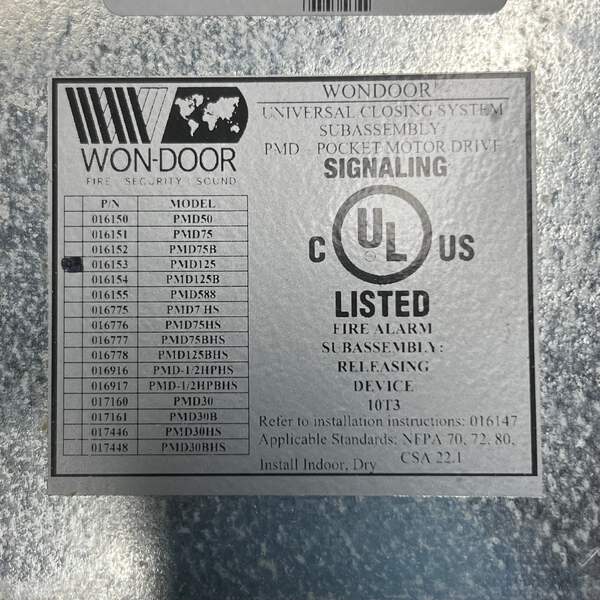 WON-DOOR
FIRE SECURITY SOUND
P/N MODEL
016150 PMD50
016151 PMD75
016152 PMD75B
016153 PMD125
016154 PMD125B
016155 PMD588
016775 PMD7 HS
016776 PMD75HS
016777 PMD75BHS
016778 PMD125BHS
016916 PMD-1/2HPHS
016917 PMD-1/2HPBHS
017160 PMD30
017161 PMD30B
017446 PMD30HS
017448 PMD30BHS
WONDOOR
UNIVERSAL CLOSING SYSTEM
SUBASSEMBLY:
PMD - POCKET MOTOR DRIVE
SIGNALING
C UL US
LISTED
FIRE ALARM
SUBASSEMBLY:
RELEASING
DEVICE
10T3
Refer to installation instructions: 016147
Applicable Standards: NFPA 70, 72, 80,
CSA 22.1
Install Indoor, Dry